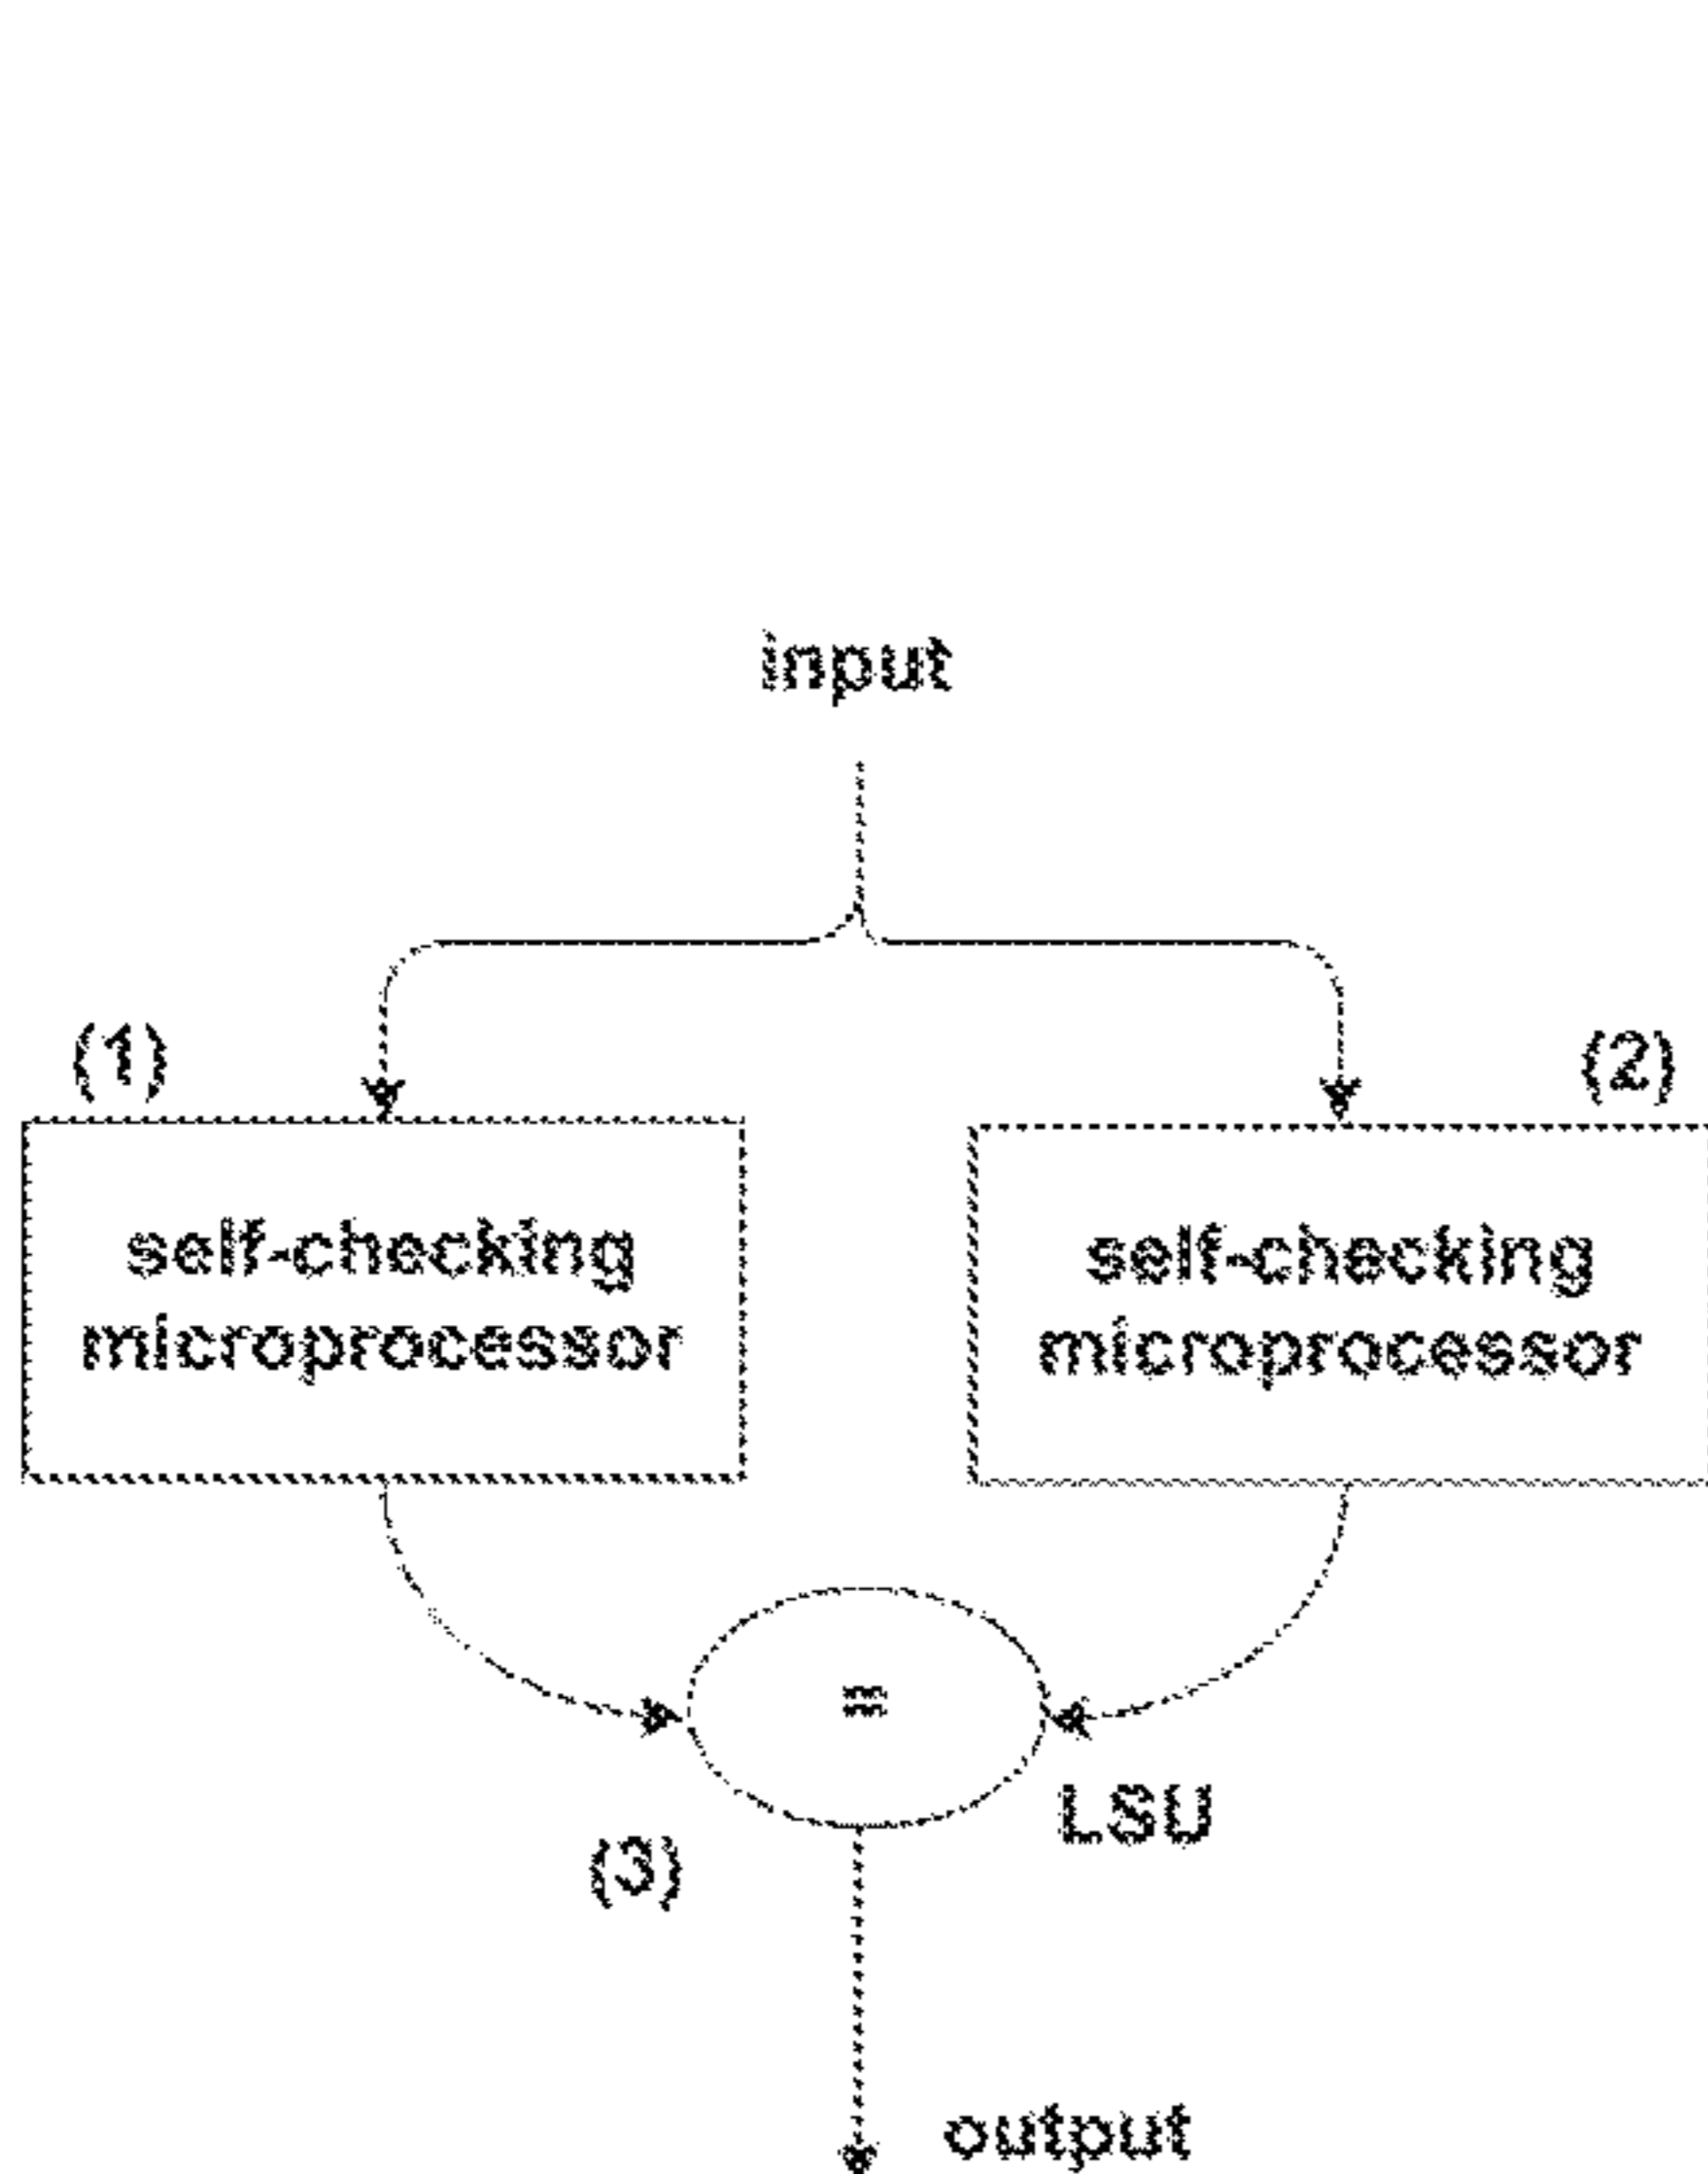 input
(1)
(2)
self-checking
microprocessor
self-checking
microprocessor
=
LSU
(3)
output